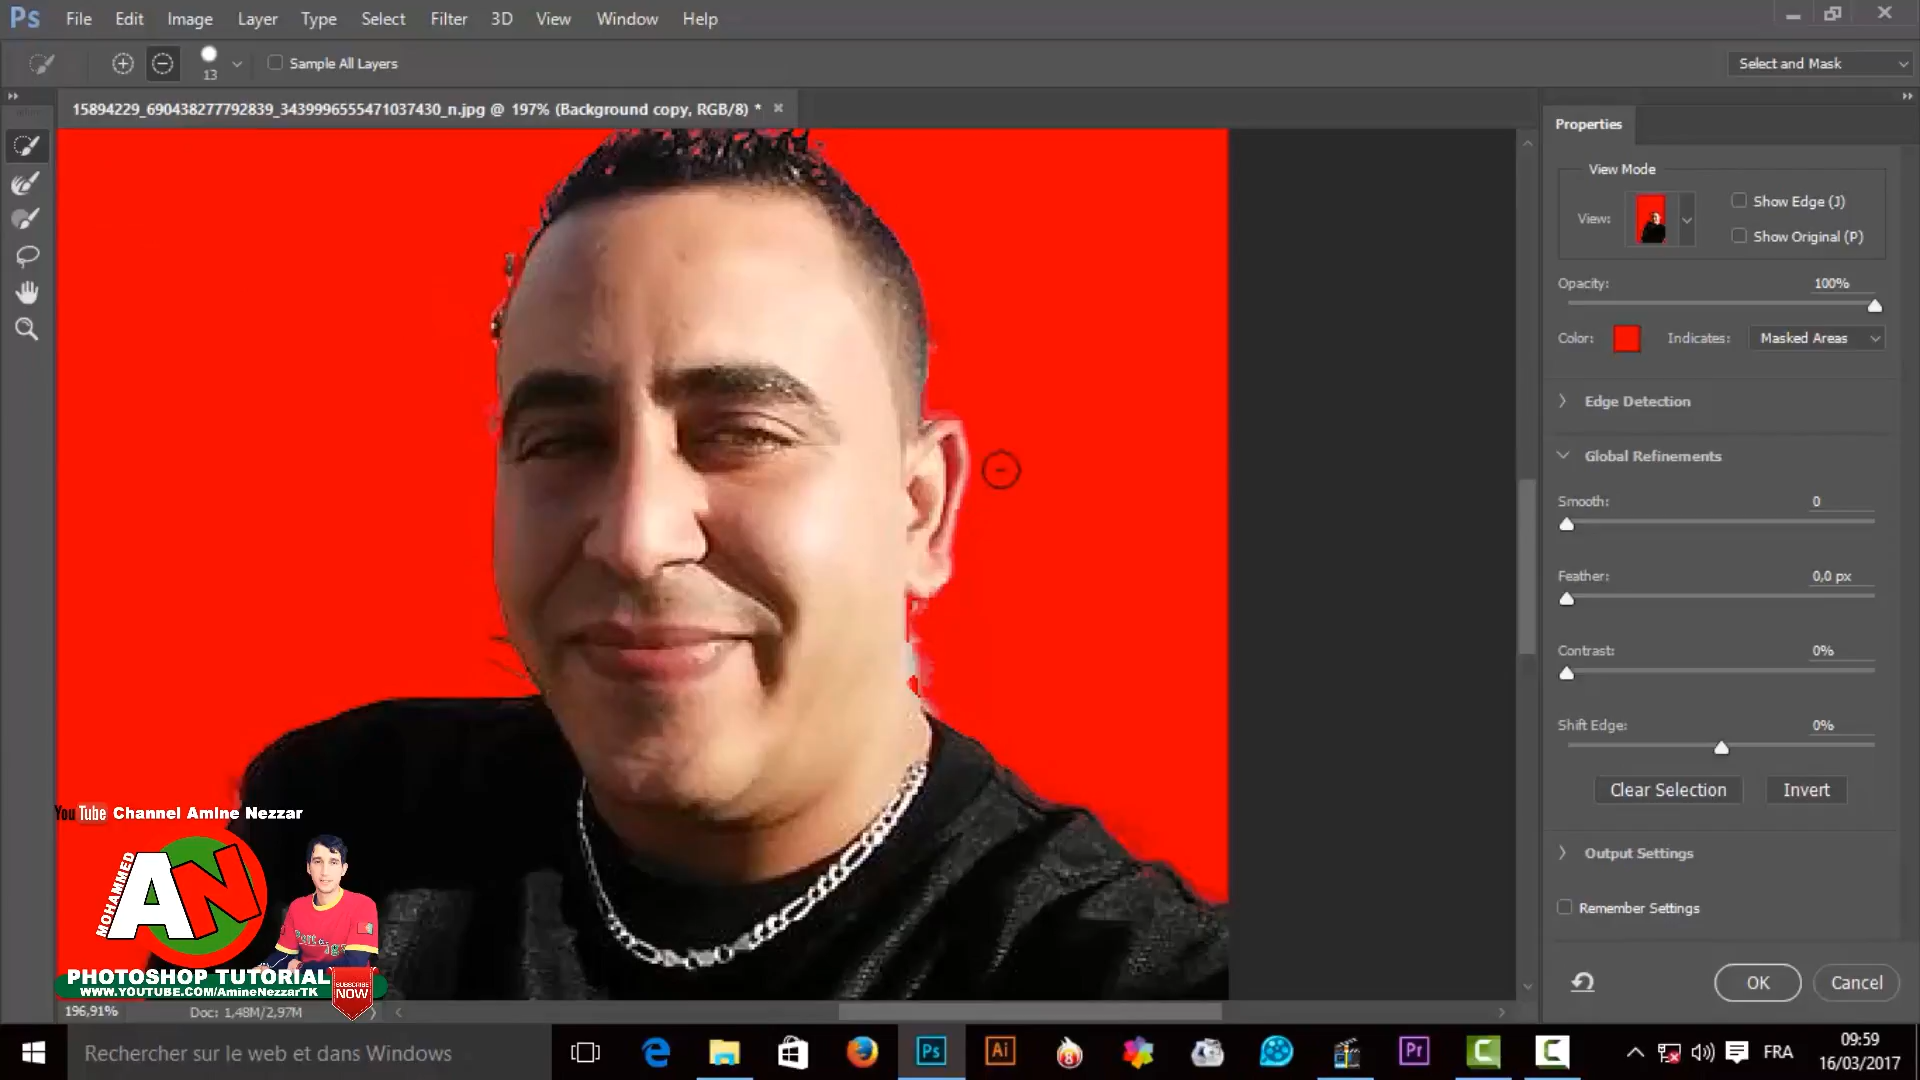 Ps File Edit Image Layer Type Select Filter 3D View Window Help
13 Sample All Layers Select and Mask
15894229_690438277792839_3439996555471037430_n.jpg @ 197% (Background copy, RGB/8) *
Properties
View Mode
View: Show Edge (J)
Show Original (P)
Opacity: 100%
Color: Indicates: Masked Areas
Edge Detection
Global Refinements
Smooth: 0
Feather: 0,0 px
Contrast: 0%
Shift Edge: 0%
Clear Selection Invert
Output Settings
Remember Settings
OK Cancel
You Tube Channel Amine Nezzar
MOHAMMED
AN
PHOTOSHOP TUTORIAL
WWW.YOUTUBE.COM/AmineNezzarTK
SUBSCRIBE
NOW
196,91% Doc: 1,48M/2,97M
Rechercher sur le web et dans Windows
Ps Ai 8 Pr C C FRA
09:59
16/03/2017